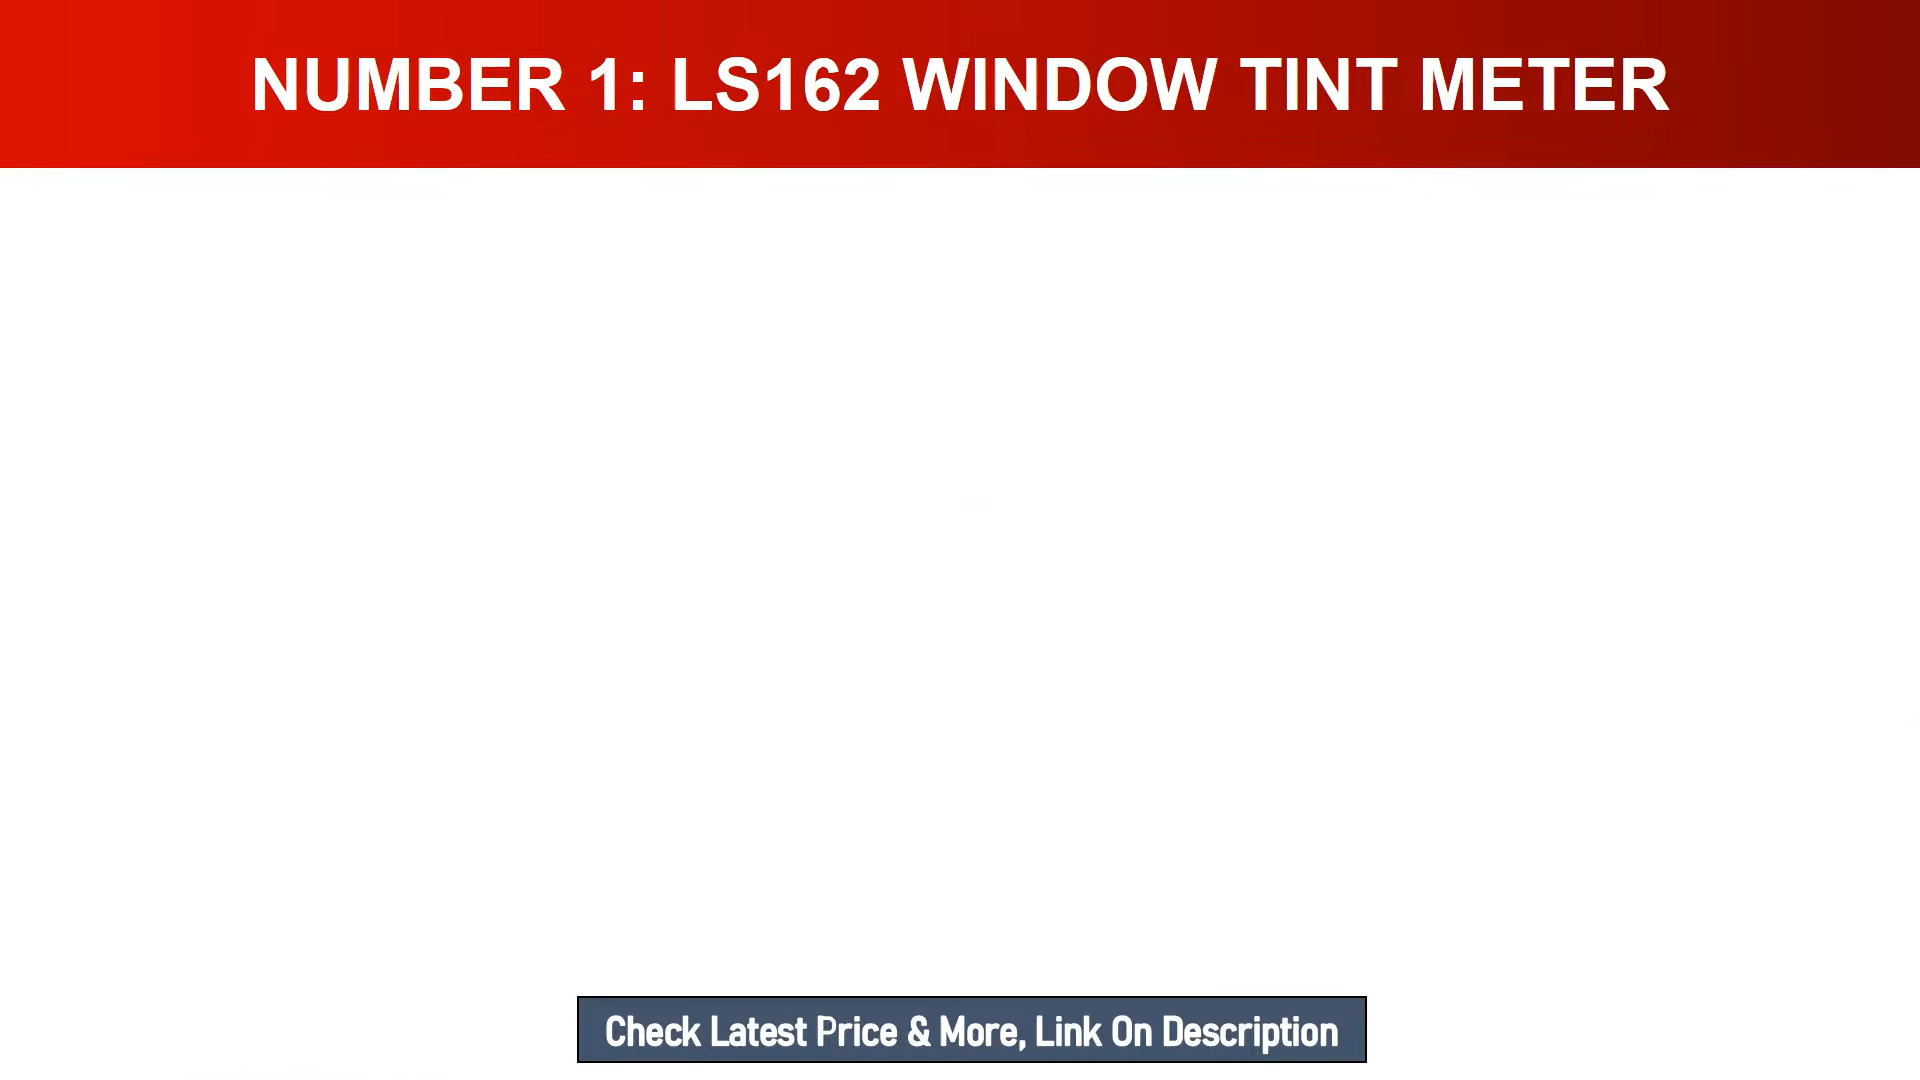 NUMBER 1: LS162 WINDOW TINT METER
Check Latest Price & More, Link On Description